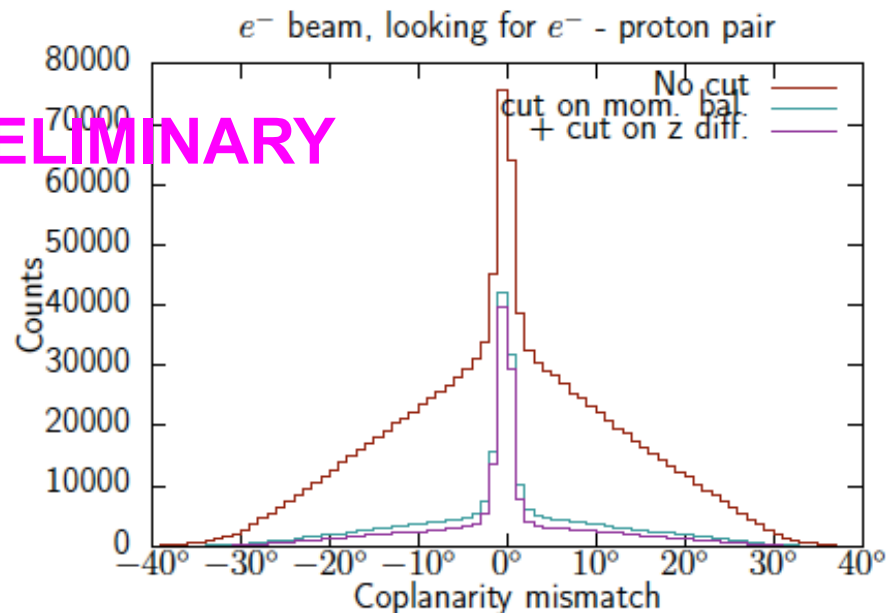 e⁻ beam, looking for e⁻ - proton pair
80000
70000
60000
50000
40000
30000
20000
10000
0
Counts
No cut
cut on mom. bal.
+ cut on z diff.
ELIMINARY
−40° −30° −20° −10° 0° 10° 20° 30° 40°
Coplanarity mismatch